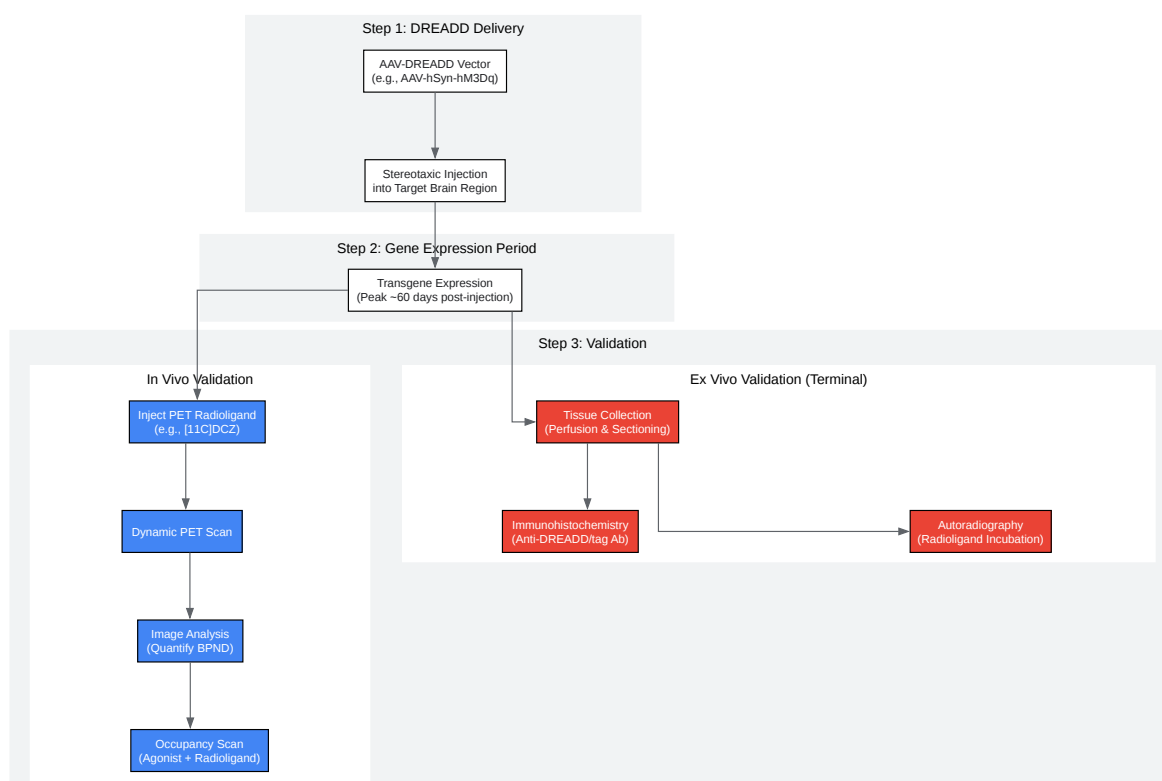 Step 1: DREADD Delivery
AAV-DREADD Vector
(e.g., AAV-hSyn-hM3Dq)
Stereotaxic Injection
into Target Brain Region
Step 2: Gene Expression Period
Transgene Expression
(Peak ~60 days post-injection)
Step 3: Validation
In Vivo Validation
Inject PET Radioligand
(e.g., [11C]DCZ)
Dynamic PET Scan
Image Analysis
(Quantify BPND)
Occupancy Scan
(Agonist + Radioligand)
Ex Vivo Validation (Terminal)
Tissue Collection
(Perfusion & Sectioning)
Immunohistochemistry
(Anti-DREADD/tag Ab)
Autoradiography
(Radioligand Incubation)